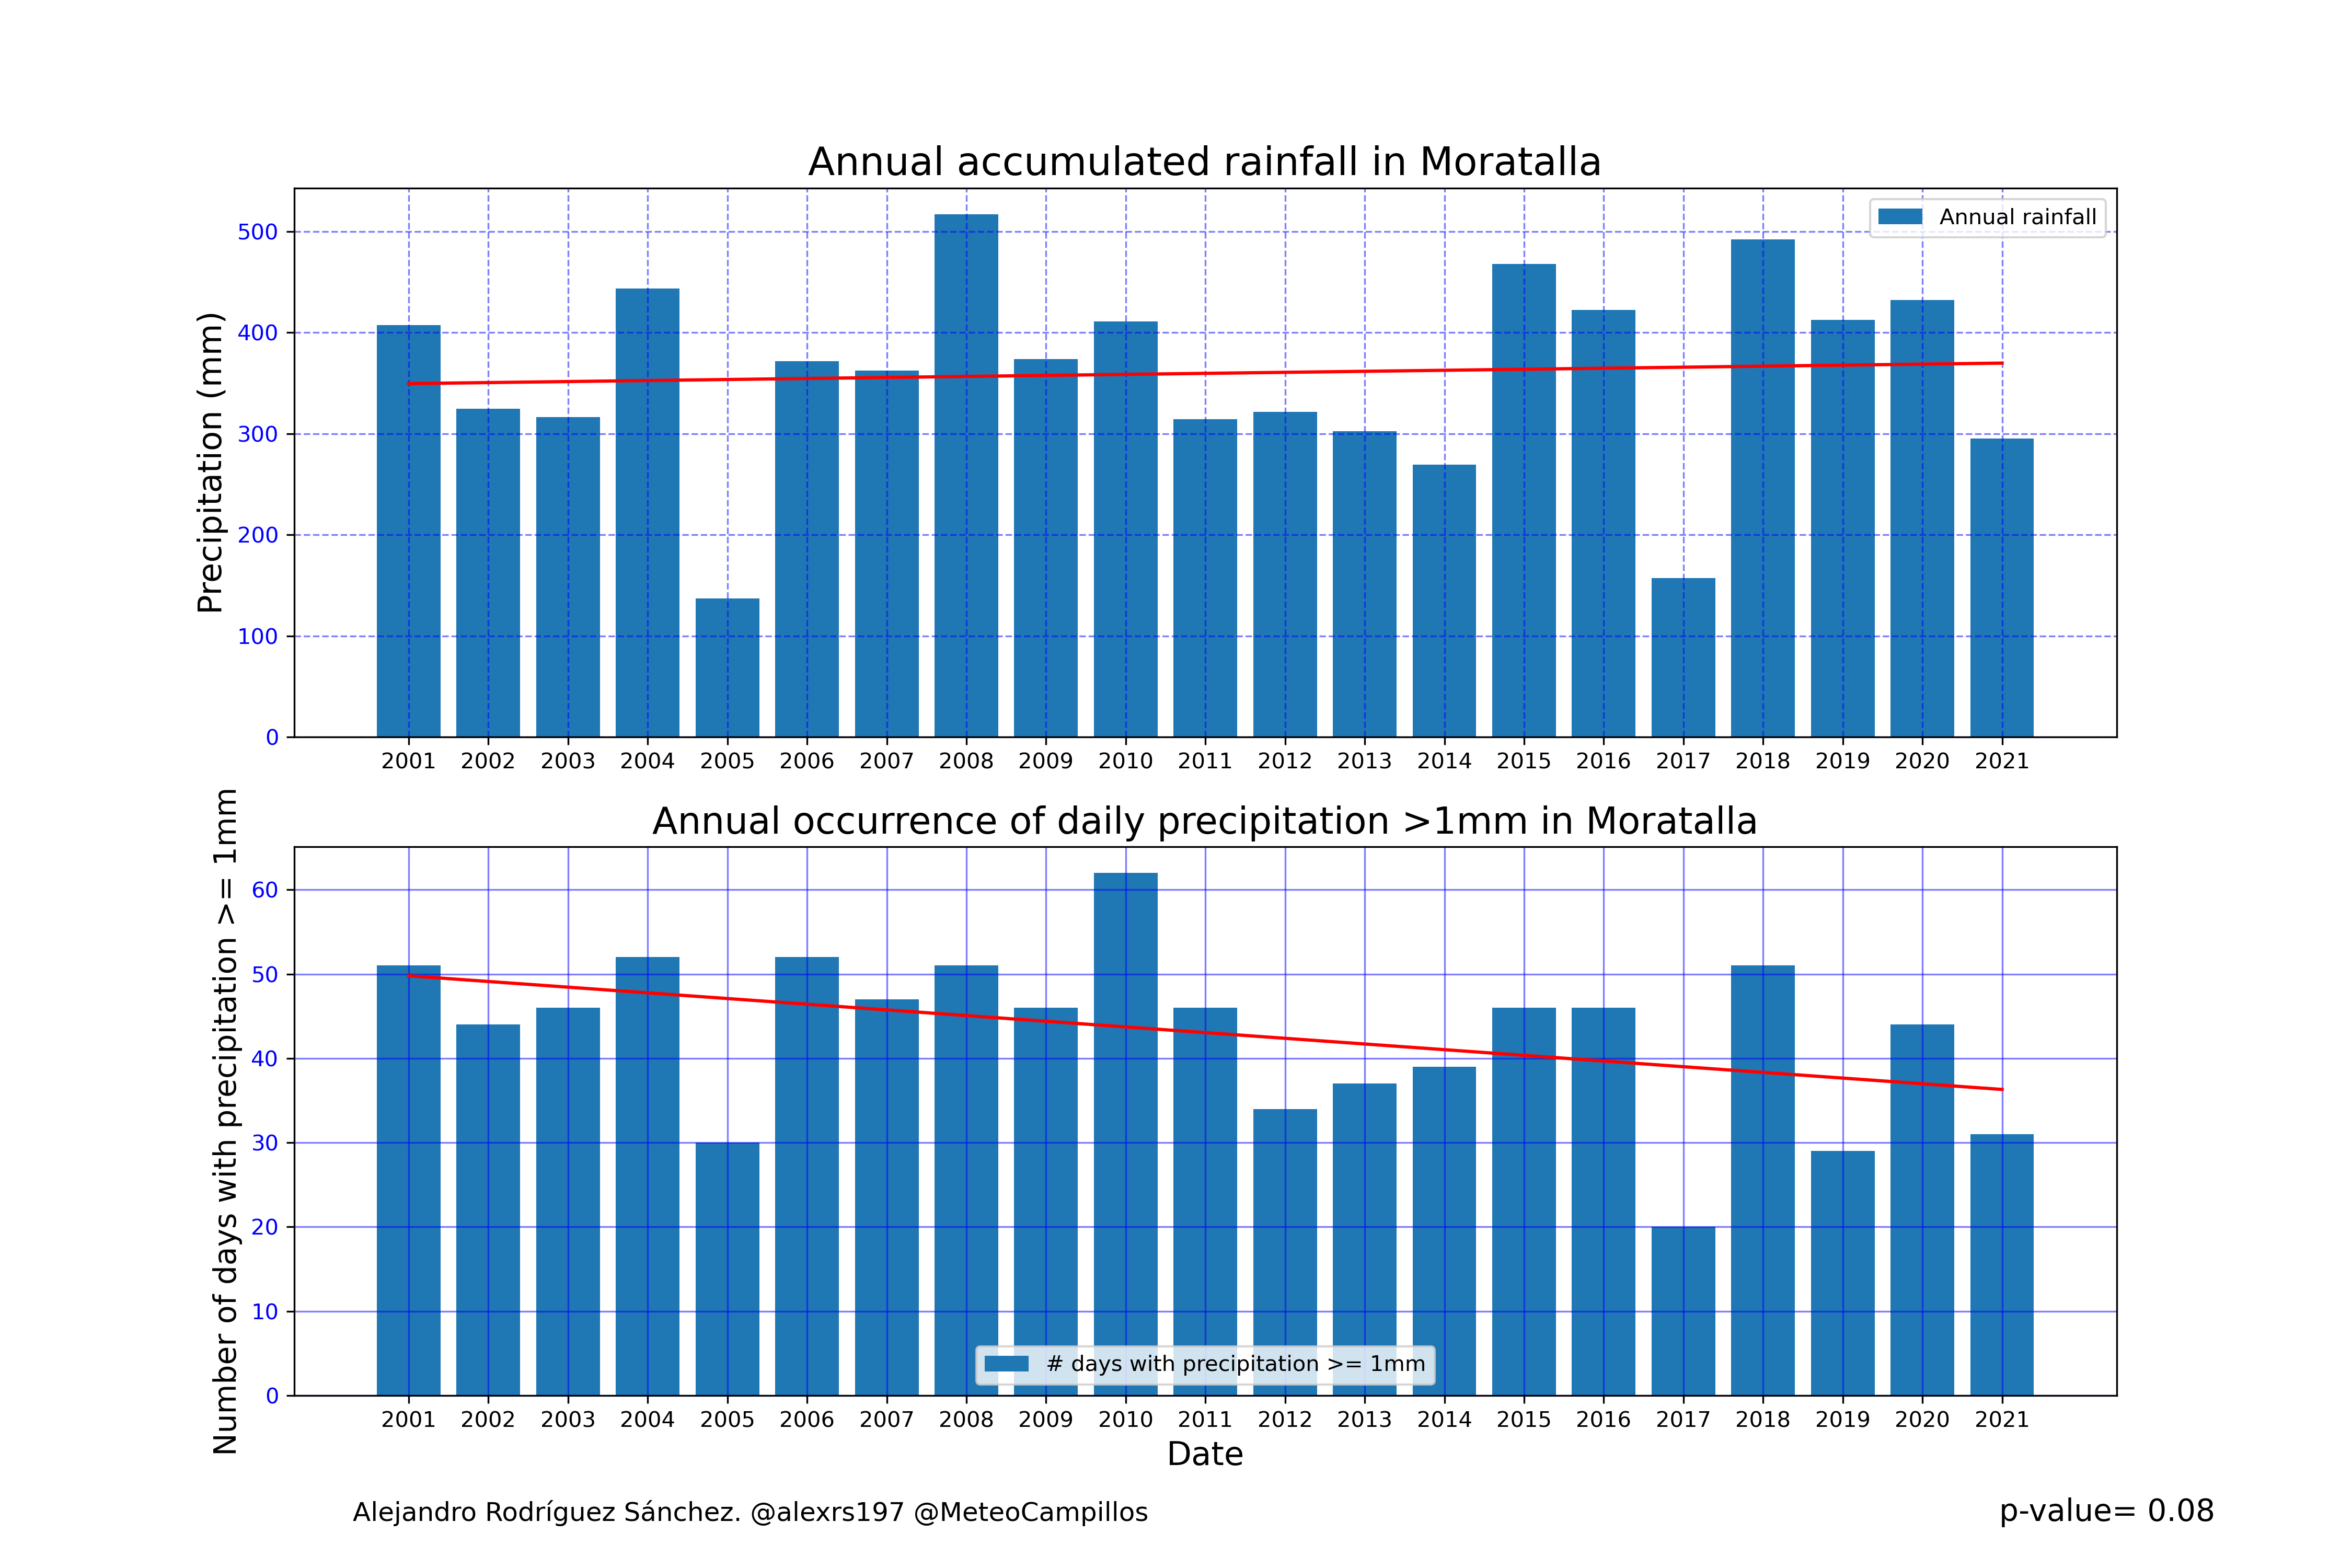 Annual accumulated rainfall in Moratalla
Precipitation (mm)
500
400
300
200
100
0
Annual rainfall
2001 2002 2003 2004 2005 2006 2007 2008 2009 2010 2011 2012 2013 2014 2015 2016 2017 2018 2019 2020 2021
Annual occurrence of daily precipitation >1mm in Moratalla
Number of days with precipitation >= 1mm
60
50
40
30
20
10
0
# days with precipitation >= 1mm
2001 2002 2003 2004 2005 2006 2007 2008 2009 2010 2011 2012 2013 2014 2015 2016 2017 2018 2019 2020 2021
Date
Alejandro Rodríguez Sánchez. @alexrs197 @MeteoCampillos
p-value= 0.08